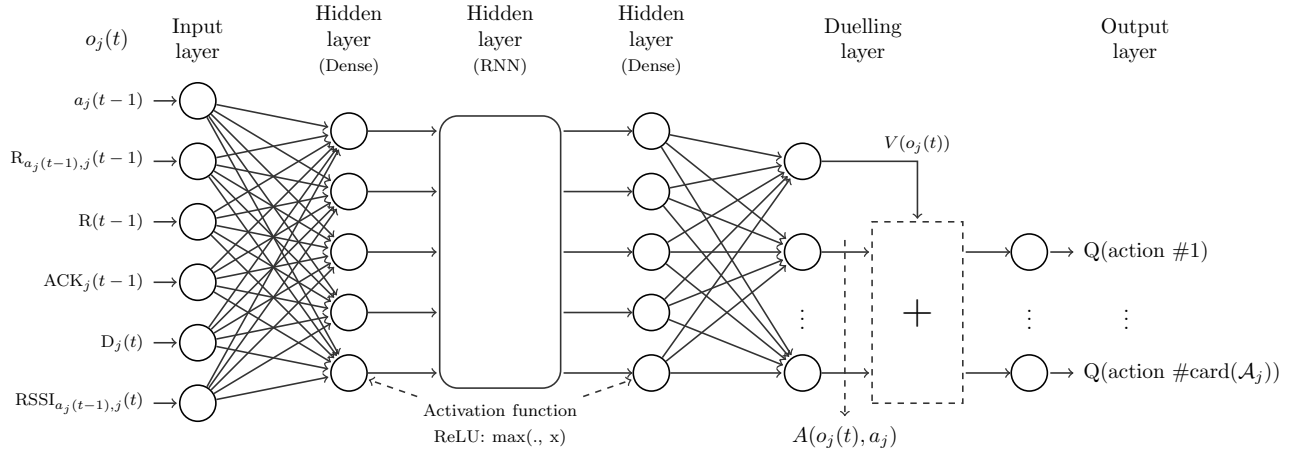 o_j(t)
Input
layer
Hidden
layer
(Dense)
Hidden
layer
(RNN)
Hidden
layer
(Dense)
Duelling
layer
Output
layer
a_j(t−1)
R_{a_j(t−1),j}(t−1)
R(t−1)
ACK_j(t−1)
D_j(t)
RSSI_{a_j(t−1),j}(t)
V(o_j(t))
+
⋮
⋮
⋮
Q(action #1)
Q(action #card(𝒜_j))
Activation function
ReLU: max(., x)
A(o_j(t), a_j)